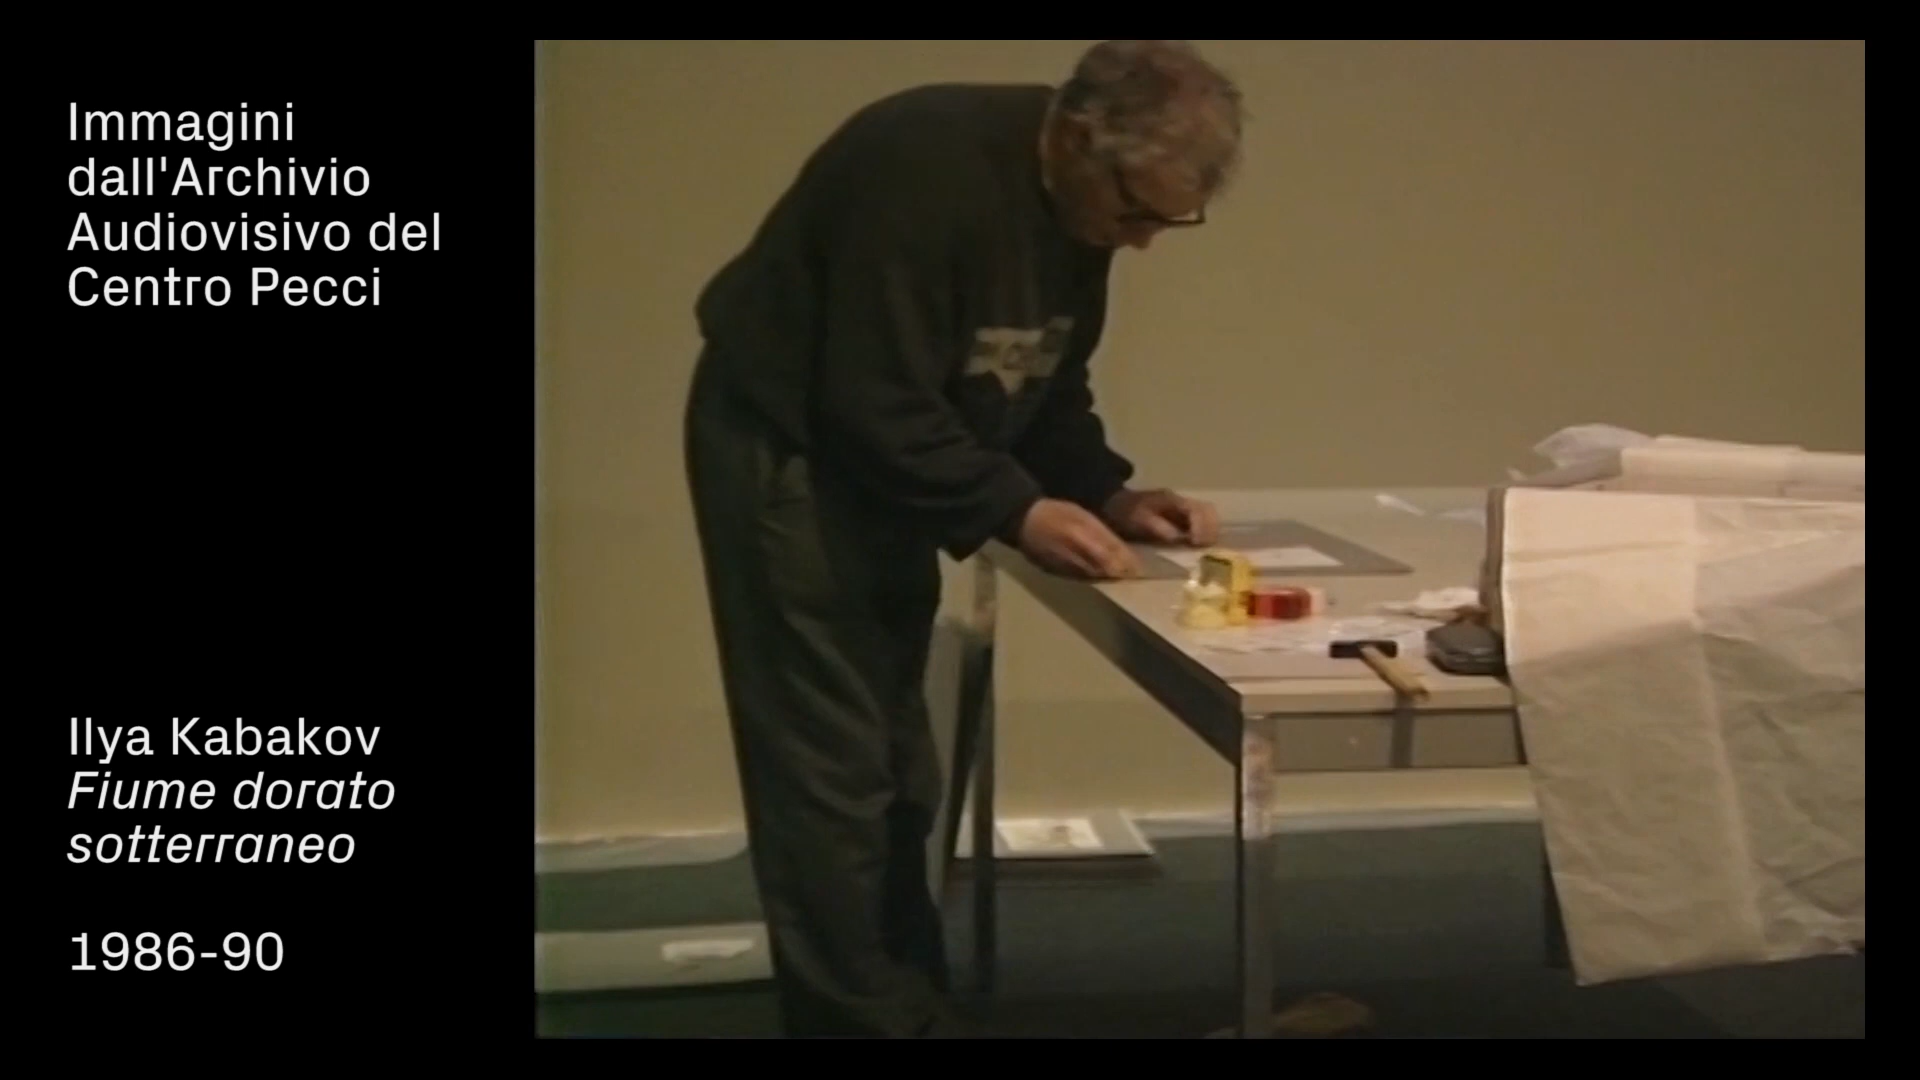 Immagini
dall'Archivio
Audiovisivo del
Centro Pecci
Ilya Kabakov
Fiume dorato
sotterraneo
1986-90